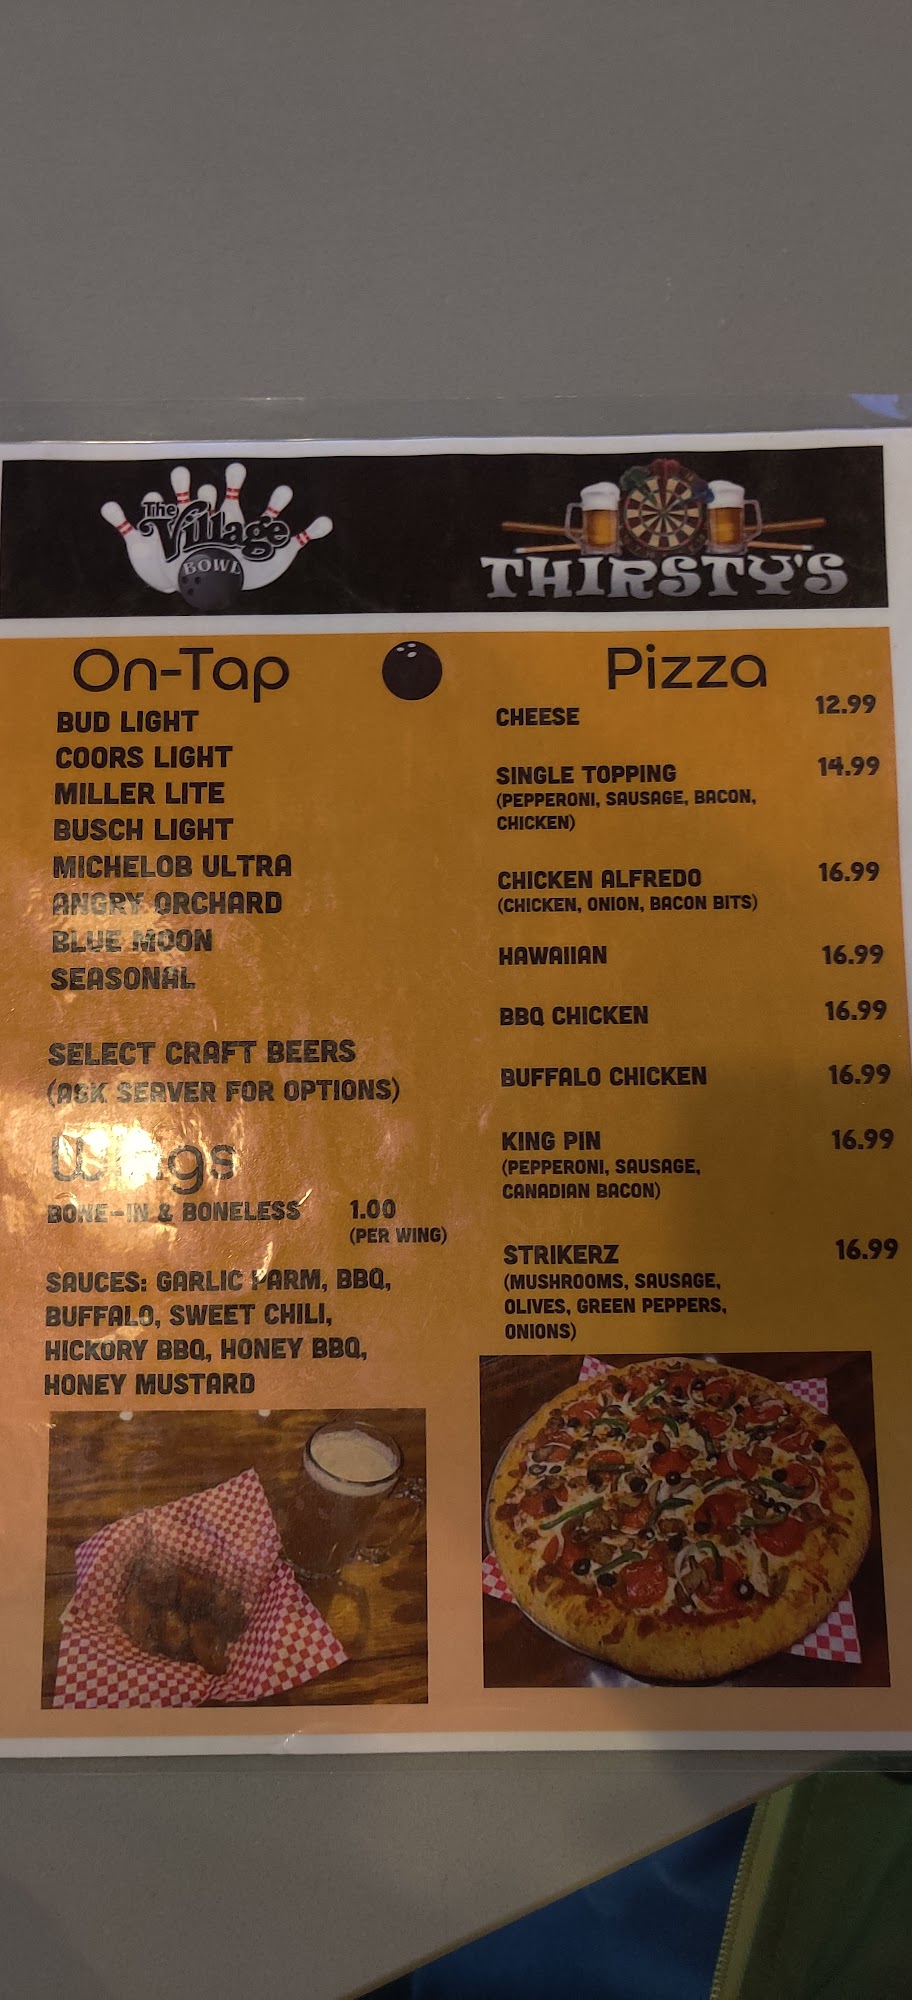 The Village BOWL
THIRSTY'S
On-Tap
BUD LIGHT
COORS LIGHT
MILLER LITE
BUSCH LIGHT
MICHELOB ULTRA
ANGRY ORCHARD
BLUE MOON
SEASONAL
SELECT CRAFT BEERS
(ASK SERVER FOR OPTIONS)
Wings
BONE-IN & BONELESS 1.00
(PER WING)
SAUCES: GARLIC PARM, BBQ,
BUFFALO, SWEET CHILI,
HICKORY BBQ, HONEY BBQ,
HONEY MUSTARD
Pizza
CHEESE 12.99
SINGLE TOPPING 14.99
(PEPPERONI, SAUSAGE, BACON,
CHICKEN)
CHICKEN ALFREDO 16.99
(CHICKEN, ONION, BACON BITS)
HAWAIIAN 16.99
BBQ CHICKEN 16.99
BUFFALO CHICKEN 16.99
KING PIN 16.99
(PEPPERONI, SAUSAGE,
CANADIAN BACON)
STRIKERZ 16.99
(MUSHROOMS, SAUSAGE,
OLIVES, GREEN PEPPERS,
ONIONS)